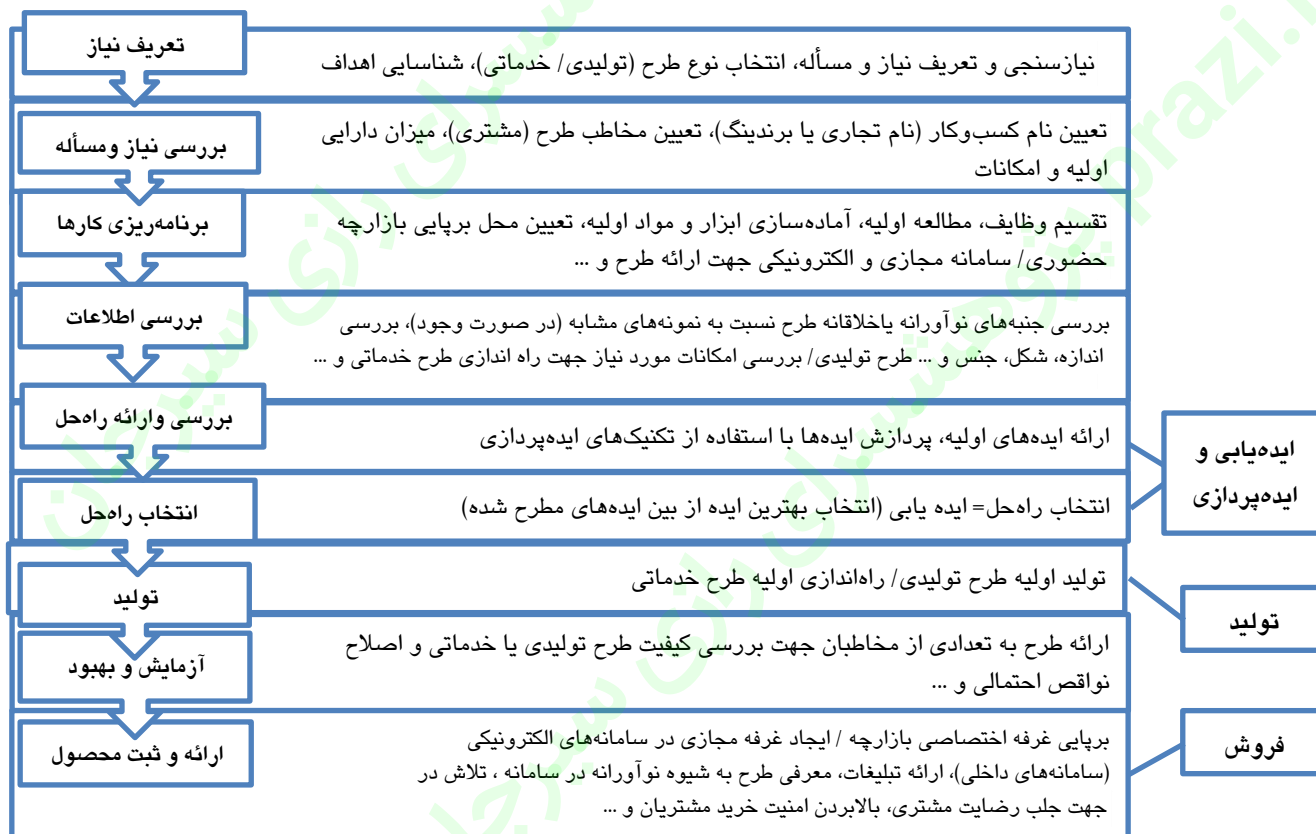 تعریف نیاز
نیازسنجی و تعریف نیاز و مسأله، انتخاب نوع طرح (تولیدی/ خدماتی)، شناسایی اهداف
بررسی نیاز ومسأله
تعیین نام کسب‌وکار (نام تجاری یا برندینگ)، تعیین مخاطب طرح (مشتری)، میزان دارایی
اولیه و امکانات
برنامه‌ریزی کارها
تقسیم وظایف، مطالعه اولیه، آماده‌سازی ابزار و مواد اولیه، تعیین محل برپایی بازارچه
حضوری/ سامانه مجازی و الکترونیکی جهت ارائه طرح و ...
بررسی اطلاعات
بررسی جنبه‌های نوآورانه یاخلاقانه طرح نسبت به نمونه‌های مشابه (در صورت وجود)، بررسی
اندازه، شکل، جنس و ... طرح تولیدی/ بررسی امکانات مورد نیاز جهت راه اندازی طرح خدماتی و ...
بررسی وارائه راه‌حل
ارائه ایده‌های اولیه، پردازش ایده‌ها با استفاده از تکنیک‌های ایده‌پردازی
ایده‌یابی و
ایده‌پردازی
انتخاب راه‌حل
انتخاب راه‌حل= ایده یابی (انتخاب بهترین ایده از بین ایده‌های مطرح شده)
تولید
تولید اولیه طرح تولیدی/ راه‌اندازی اولیه طرح خدماتی
تولید
آزمایش و بهبود
ارائه طرح به تعدادی از مخاطبان جهت بررسی کیفیت طرح تولیدی یا خدماتی و اصلاح
نواقص احتمالی و ...
ارائه و ثبت محصول
برپایی غرفه اختصاصی بازارچه / ایجاد غرفه مجازی در سامانه‌های الکترونیکی
(سامانه‌های داخلی)، ارائه تبلیغات، معرفی طرح به شیوه نوآورانه در سامانه ، تلاش در
جهت جلب رضایت مشتری، بالابردن امنیت خرید مشتریان و ...
فروش
پژوهشسرای رازی سیرجان
prazi.